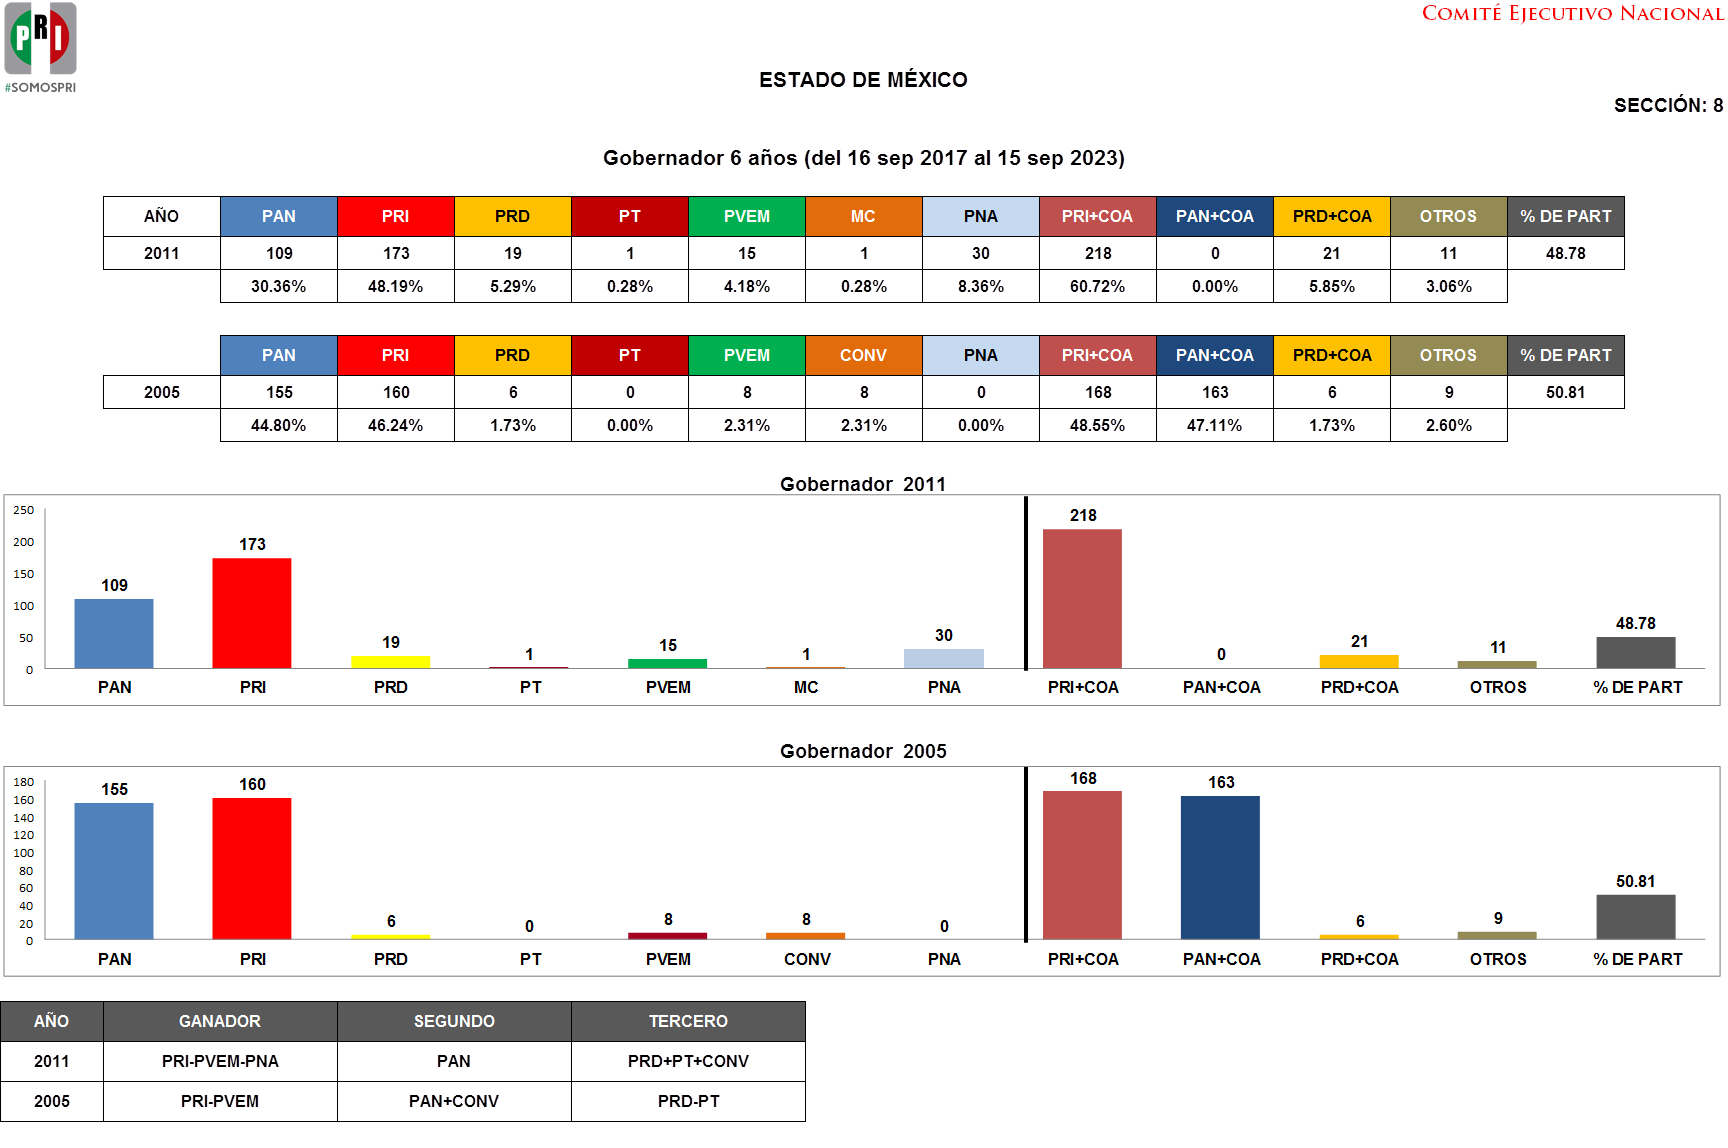 PRI
#SOMOSPRI
COMITÉ EJECUTIVO NACIONAL
ESTADO DE MÉXICO
SECCIÓN: 8
Gobernador 6 años (del 16 sep 2017 al 15 sep 2023)
AÑO PAN PRI PRD PT PVEM MC PNA PRI+COA PAN+COA PRD+COA OTROS % DE PART
2011 109 173 19 1 15 1 30 218 0 21 11 48.78
30.36% 48.19% 5.29% 0.28% 4.18% 0.28% 8.36% 60.72% 0.00% 5.85% 3.06%
PAN PRI PRD PT PVEM CONV PNA PRI+COA PAN+COA PRD+COA OTROS % DE PART
2005 155 160 6 0 8 8 0 168 163 6 9 50.81
44.80% 46.24% 1.73% 0.00% 2.31% 2.31% 0.00% 48.55% 47.11% 1.73% 2.60%
Gobernador 2011
250
200
150
100
50
0
109 173 19 1 15 1 30 218 0 21 11 48.78
PAN PRI PRD PT PVEM MC PNA PRI+COA PAN+COA PRD+COA OTROS % DE PART
Gobernador 2005
180
160
140
120
100
80
60
40
20
0
155 160 6 0 8 8 0 168 163 6 9 50.81
PAN PRI PRD PT PVEM CONV PNA PRI+COA PAN+COA PRD+COA OTROS % DE PART
AÑO GANADOR SEGUNDO TERCERO
2011 PRI-PVEM-PNA PAN PRD+PT+CONV
2005 PRI-PVEM PAN+CONV PRD-PT